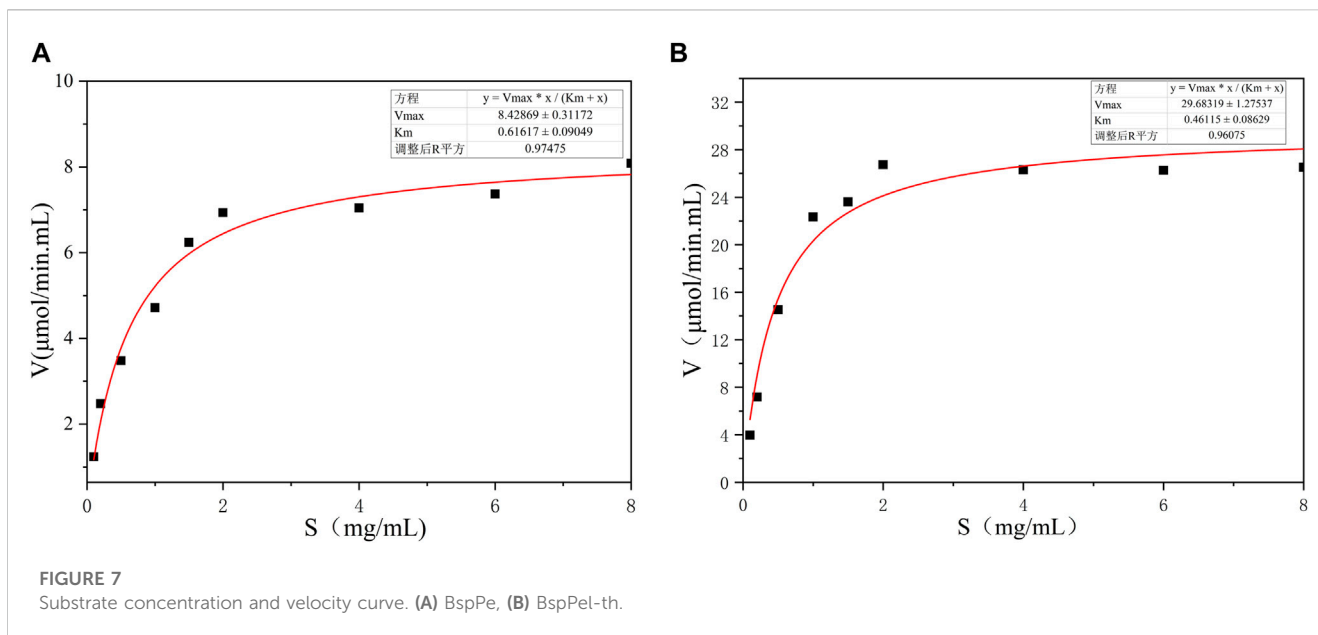 A
10
8
6
4
2
0
2
4
6
8
V(μmol/min.mL)
S（mg/mL)
方程 y = Vmax * x / (Km + x)
Vmax 8.42869 ± 0.31172
Km 0.61617 ± 0.09049
调整后R平方 0.97475
B
32
28
24
20
16
12
8
4
0
0
2
4
6
8
V（μmol/min.mL)
S（mg/mL）
方程 y = Vmax * x / (Km + x)
Vmax 29.68319 ± 1.27537
Km 0.46115 ± 0.08629
调整后R平方 0.96075
FIGURE 7
Substrate concentration and velocity curve. (A) BspPe, (B) BspPel-th.